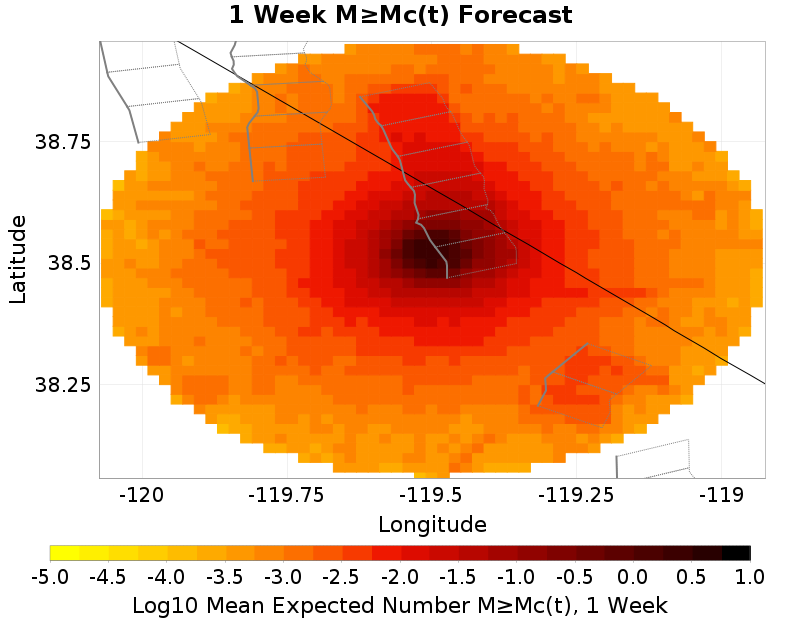 1 Week M≥Mc(t) Forecast
38.75
38.5
38.25
Latitude
-120 -119.75 -119.5 -119.25 -119
Longitude
-5.0 -4.5 -4.0 -3.5 -3.0 -2.5 -2.0 -1.5 -1.0 -0.5 0.0 0.5 1.0
Log10 Mean Expected Number M≥Mc(t), 1 Week